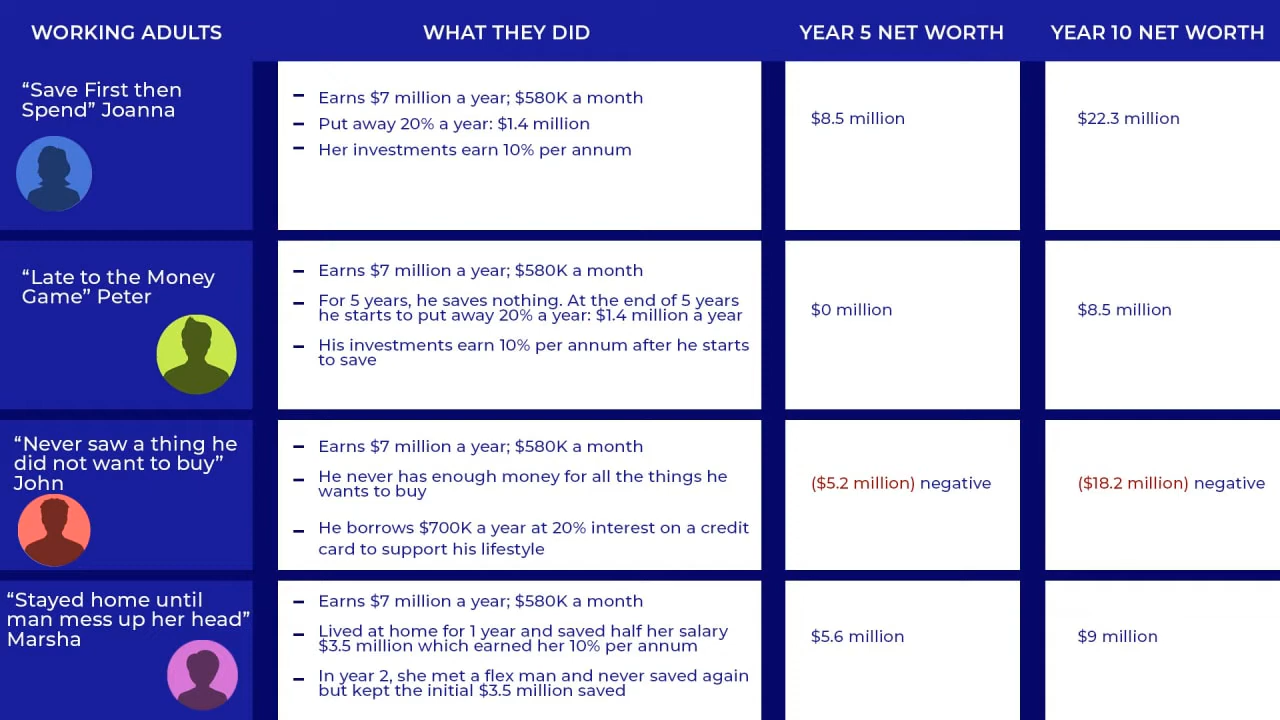 WORKING ADULTS
WHAT THEY DID
YEAR 5 NET WORTH
YEAR 10 NET WORTH
“Save First then
Spend” Joanna
– Earns $7 million a year; $580K a month
– Put away 20% a year: $1.4 million
– Her investments earn 10% per annum
$8.5 million
$22.3 million
“Late to the Money
Game” Peter
– Earns $7 million a year; $580K a month
– For 5 years, he saves nothing. At the end of 5 years
he starts to put away 20% a year: $1.4 million a year
– His investments earn 10% per annum after he starts
to save
$0 million
$8.5 million
“Never saw a thing he
did not want to buy”
John
– Earns $7 million a year; $580K a month
– He never has enough money for all the things he
wants to buy
– He borrows $700K a year at 20% interest on a credit
card to support his lifestyle
($5.2 million) negative
($18.2 million) negative
“Stayed home until
man mess up her head”
Marsha
– Earns $7 million a year; $580K a month
– Lived at home for 1 year and saved half her salary
$3.5 million which earned her 10% per annum
– In year 2, she met a flex man and never saved again
but kept the initial $3.5 million saved
$5.6 million
$9 million